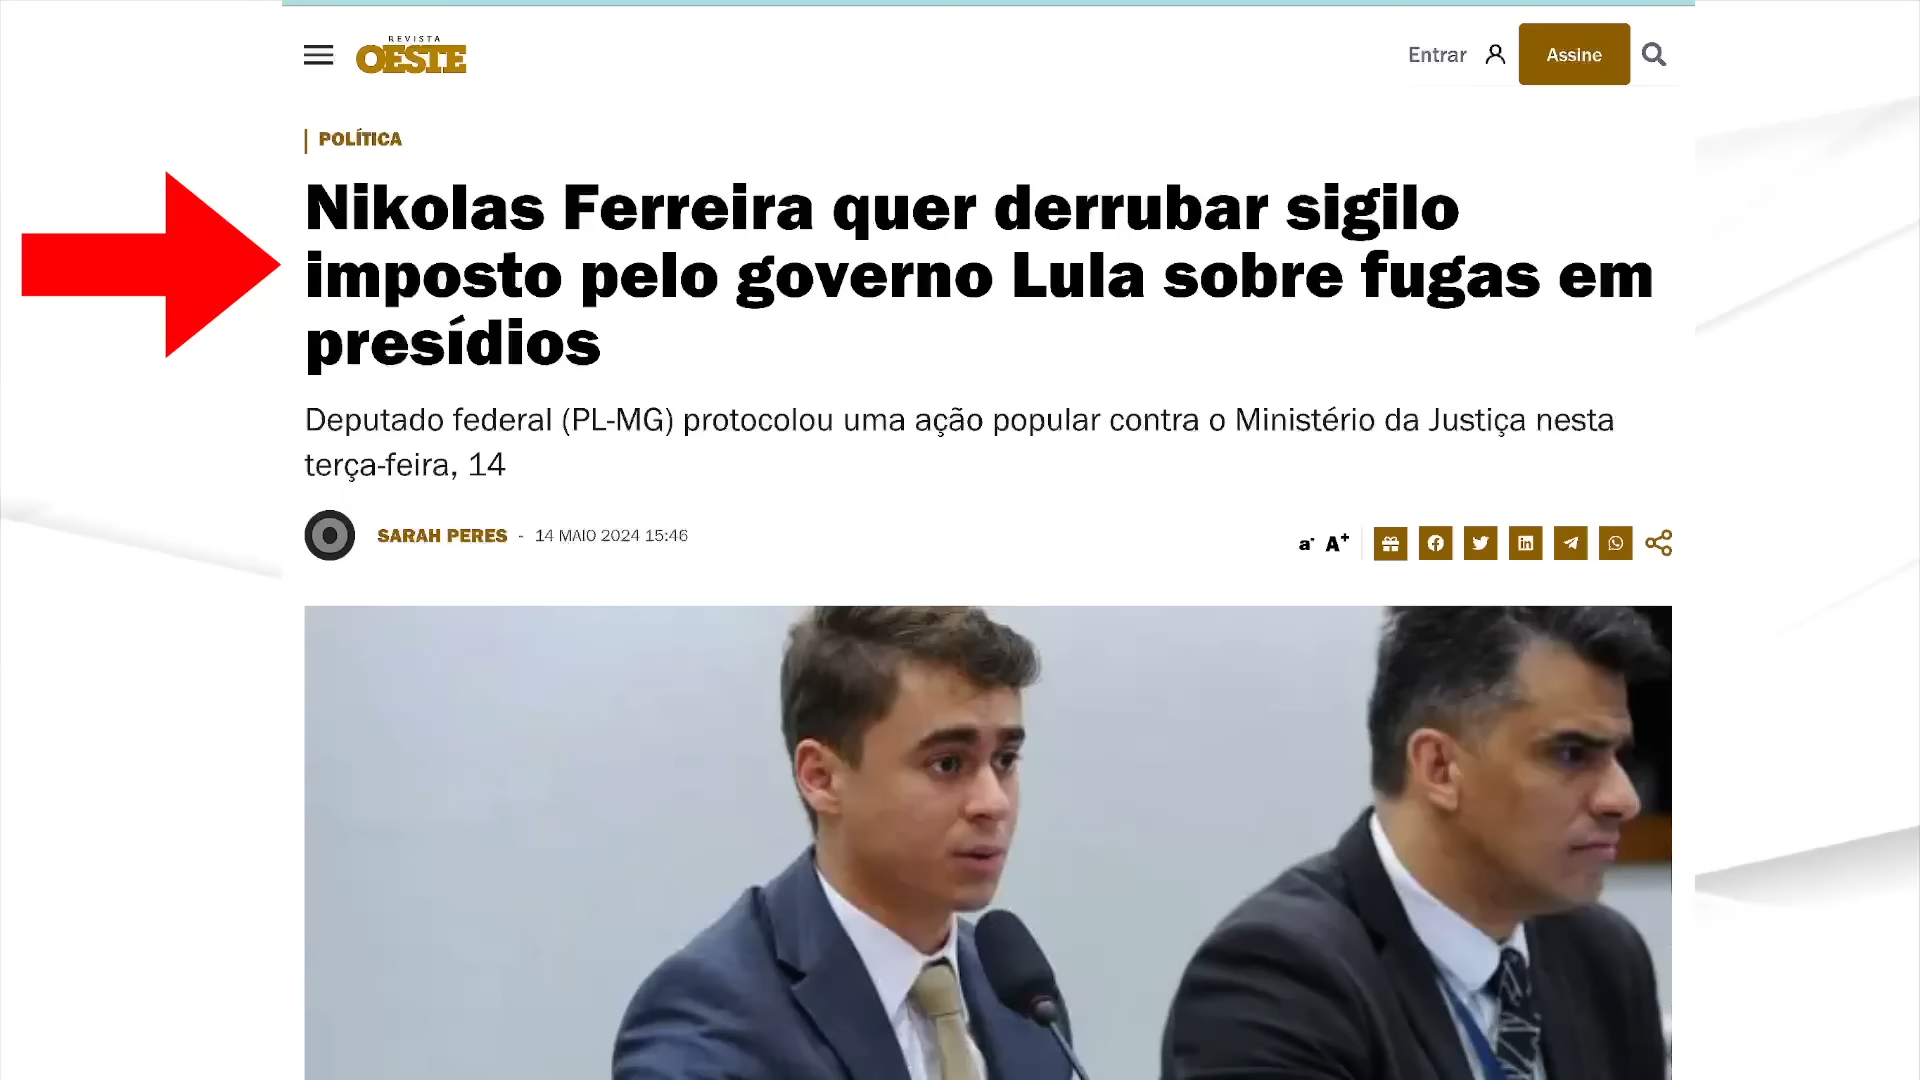 REVISTA
OESTE
Entrar
Assine
POLÍTICA
Nikolas Ferreira quer derrubar sigilo
imposto pelo governo Lula sobre fugas em
presídios
Deputado federal (PL-MG) protocolou uma ação popular contra o Ministério da Justiça nesta
terça-feira, 14
SARAH PERES - 14 MAIO 2024 15:46
a- A+